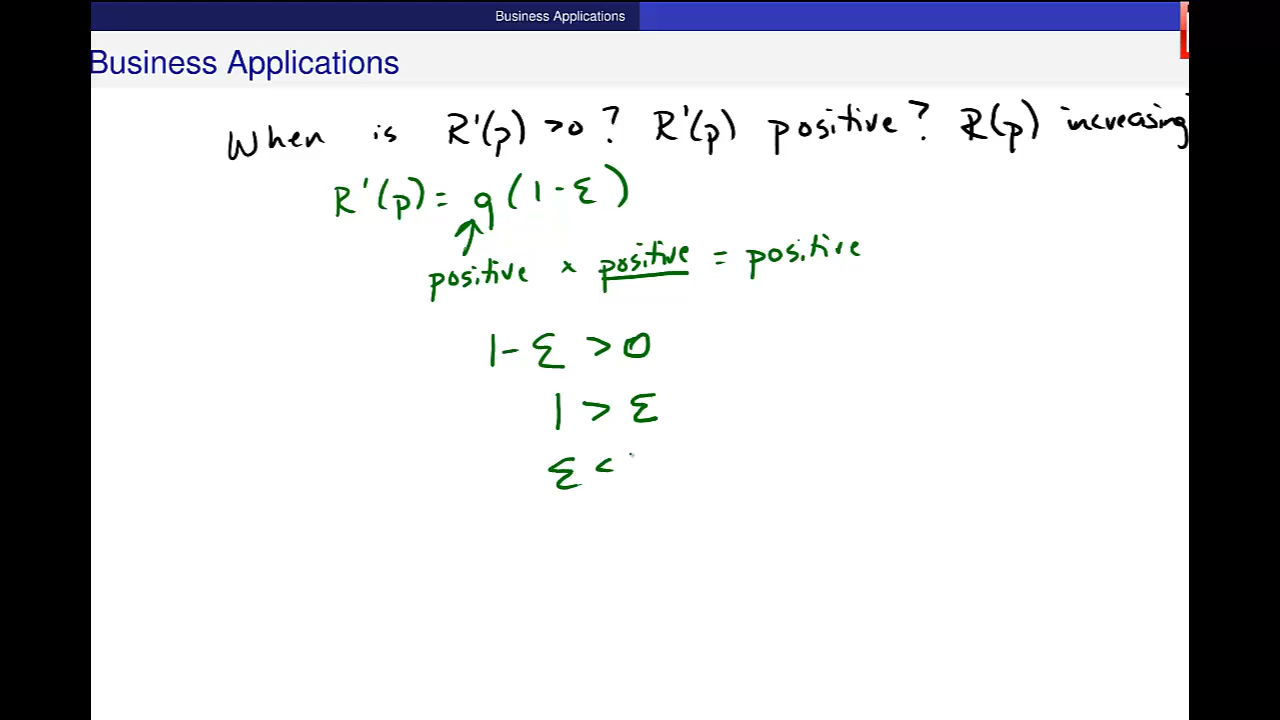 Business Applications
Business Applications
When is R'(p) >0? R'(p) positive? R(p) increasing
R'(p) = q(1-ε)
positive × positive = positive
1-ε >0
1 > ε
ε <